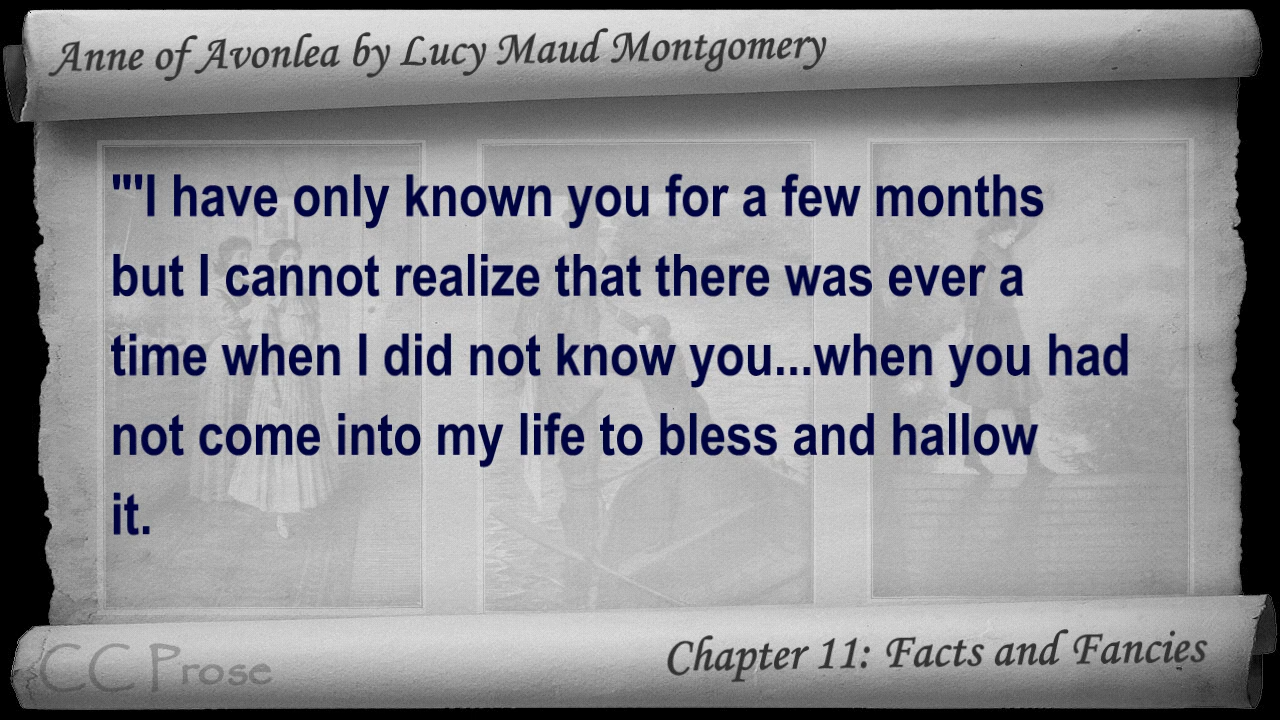 Anne of Avonlea by Lucy Maud Montgomery
"'"I have only known you for a few months
but I cannot realize that there was ever a
time when I did not know you...when you had
not come into my life to bless and hallow
it.
CC Prose
Chapter 11: Facts and Fancies